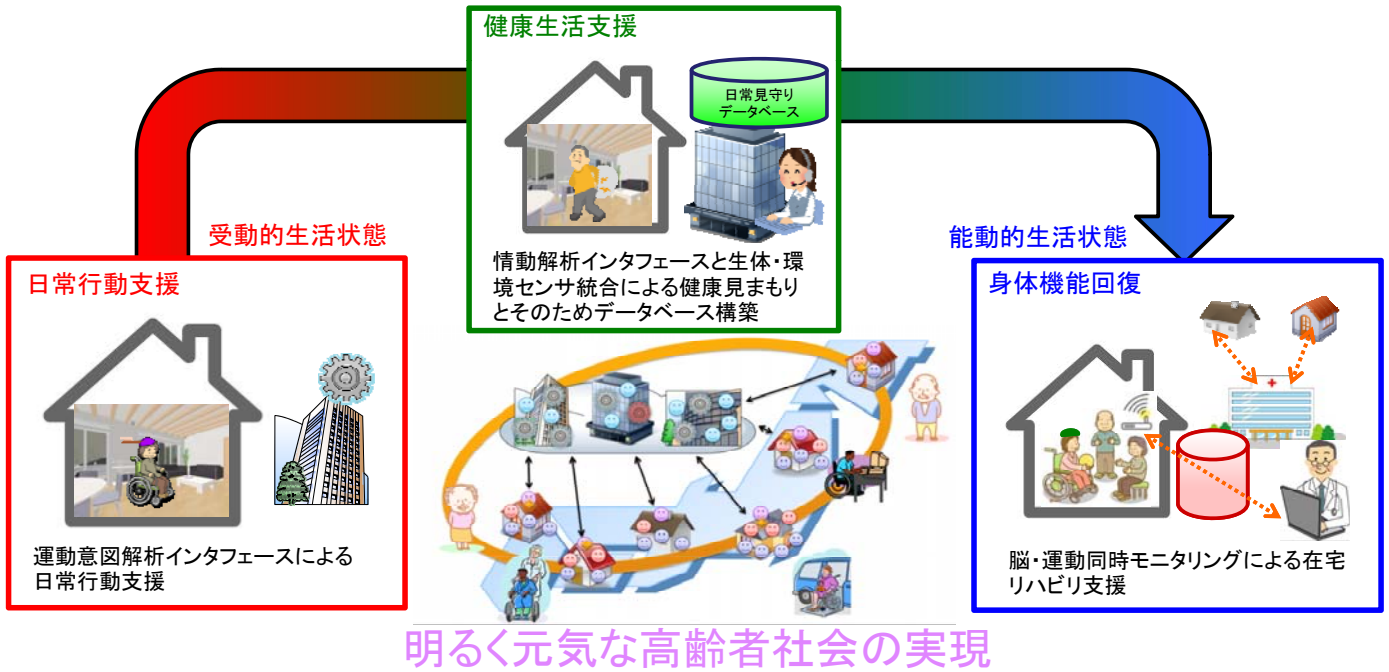 健康生活支援
日常見守り
データベース
情動解析インタフェースと生体・環
境センサ統合による健康見まもり
とそのためデータベース構築
受動的生活状態
日常行動支援
運動意図解析インタフェースによる
日常行動支援
能動的生活状態
身体機能回復
脳・運動同時モニタリングによる在宅
リハビリ支援
明るく元気な高齢者社会の実現